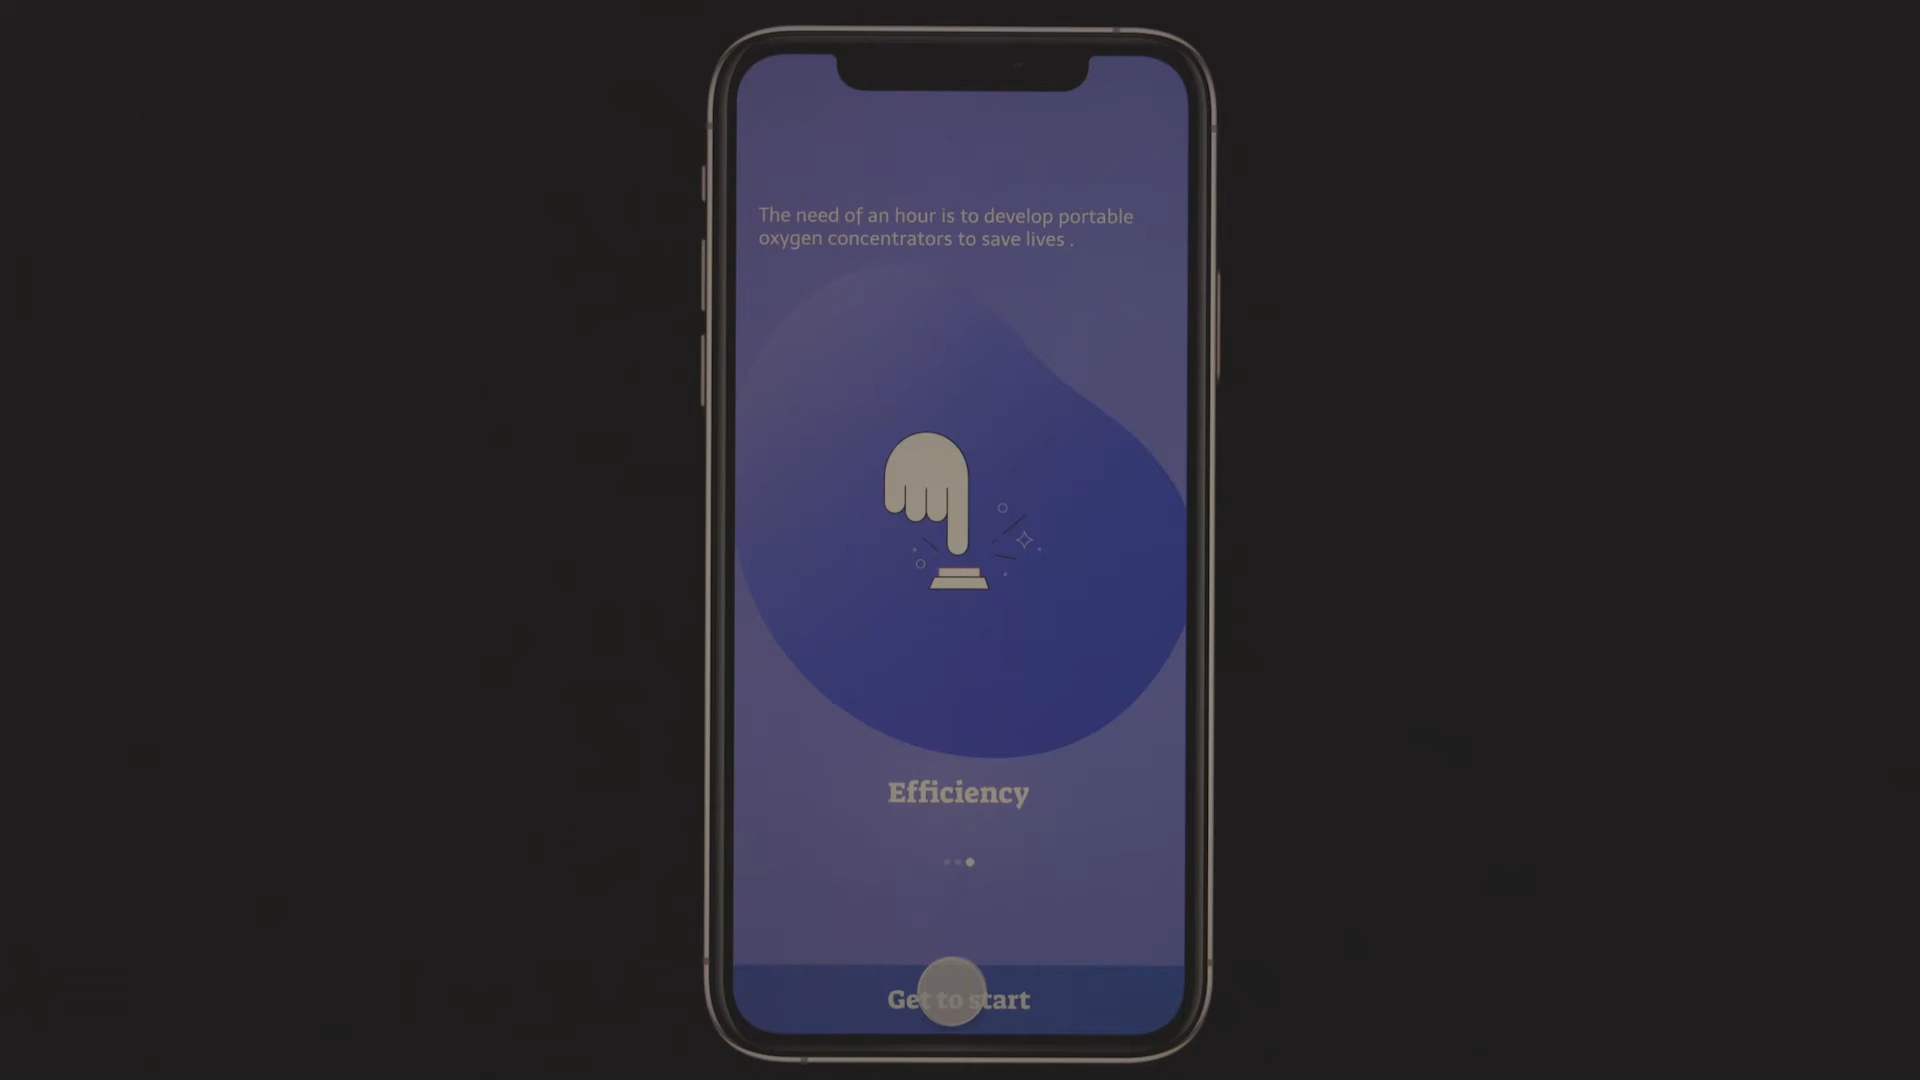 The need of an hour is to develop portable
oxygen concentrators to save lives .
Efficiency
Get to start